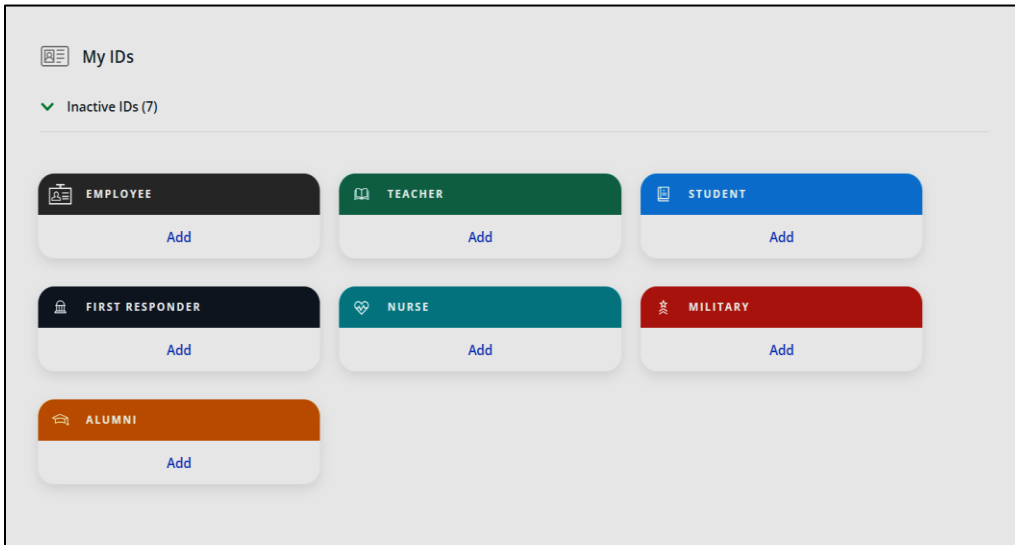 My IDs
Inactive IDs (7)
EMPLOYEE
TEACHER
STUDENT
Add
Add
Add
FIRST RESPONDER
NURSE
MILITARY
Add
Add
Add
ALUMNI
Add